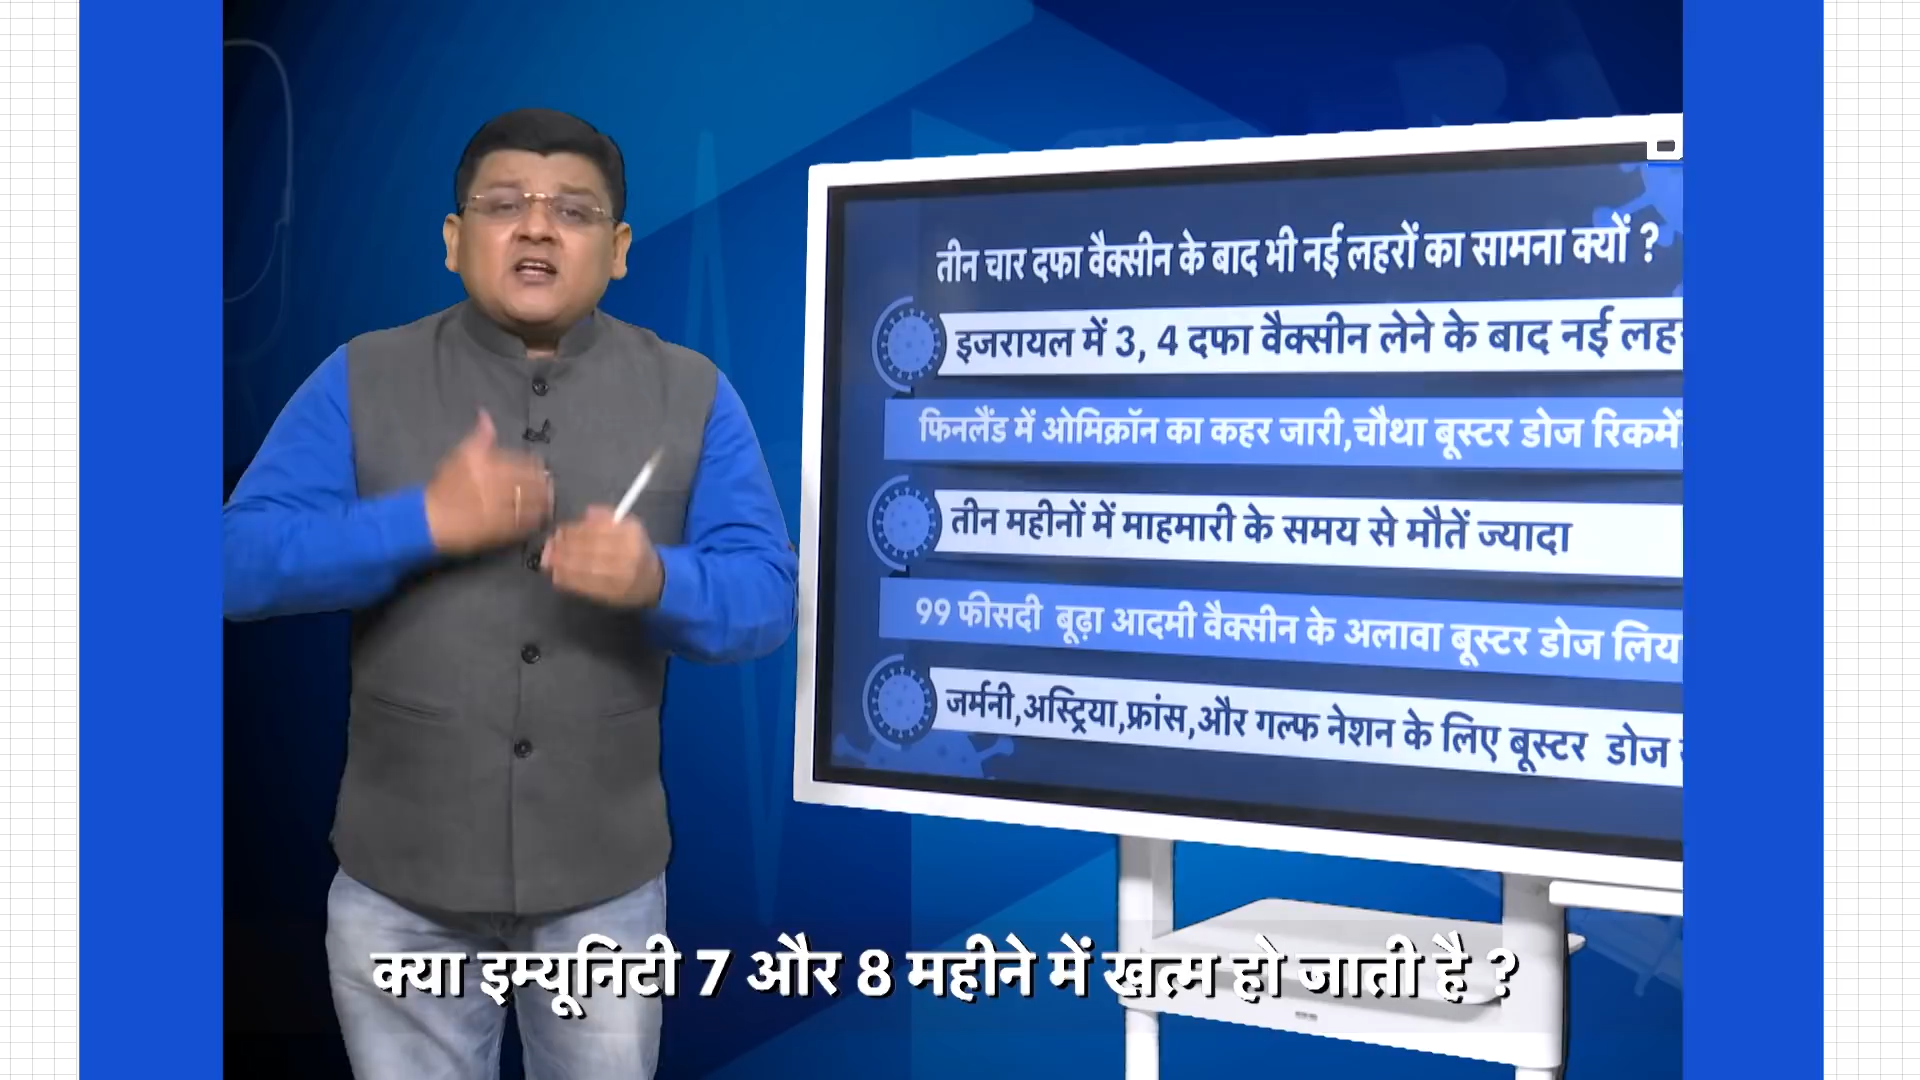 तीन चार दफा वैक्सीन के बाद भी नई लहरों का सामना क्यों ?
इजरायल में 3, 4 दफा वैक्सीन लेने के बाद नई
फिनलैंड में ओमिक्रॉन का कहर जारी,चौथा बूस्टर डोज
तीन महीनों में माहमारी के समय से मौतें ज्यादा
99 फीसदी बूढ़ा आदमी वैक्सीन के अलावा बूस्टर डोज
जर्मनी,अस्ट्रिया,फ्रांस,और गल्फ नेशन के लिए बूस्टर डोज
क्या इम्यूनिटी 7 और 8 महीने में खत्म हो जाती है ?